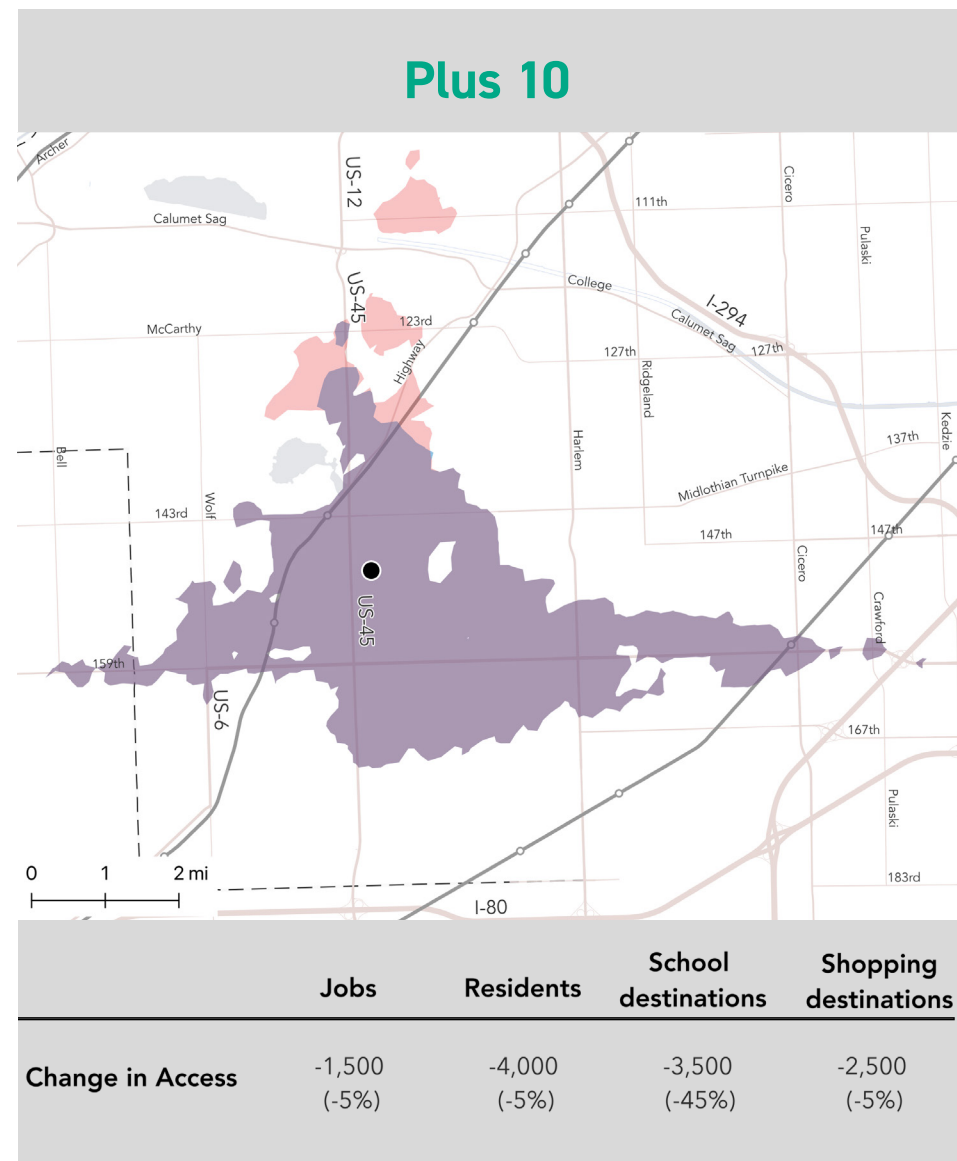 Plus 10
Archer
US-12
Cicero
111th
Calumet Sag
Pulaski
US-45
College
I-294
McCarthy
123rd
Calumet Sag
Highway
127th
127th
Ridgeland
Kedzie
137th
Harlem
Bell
Midlothian Turnpike
Wolf
143rd
147th
147th
Cicero
US-45
Crawford
159th
US-6
167th
Pulaski
0 1 2 mi
183rd
I-80
Jobs Residents School destinations Shopping destinations
Change in Access
-1,500 -4,000 -3,500 -2,500
(-5%) (-5%) (-45%) (-5%)